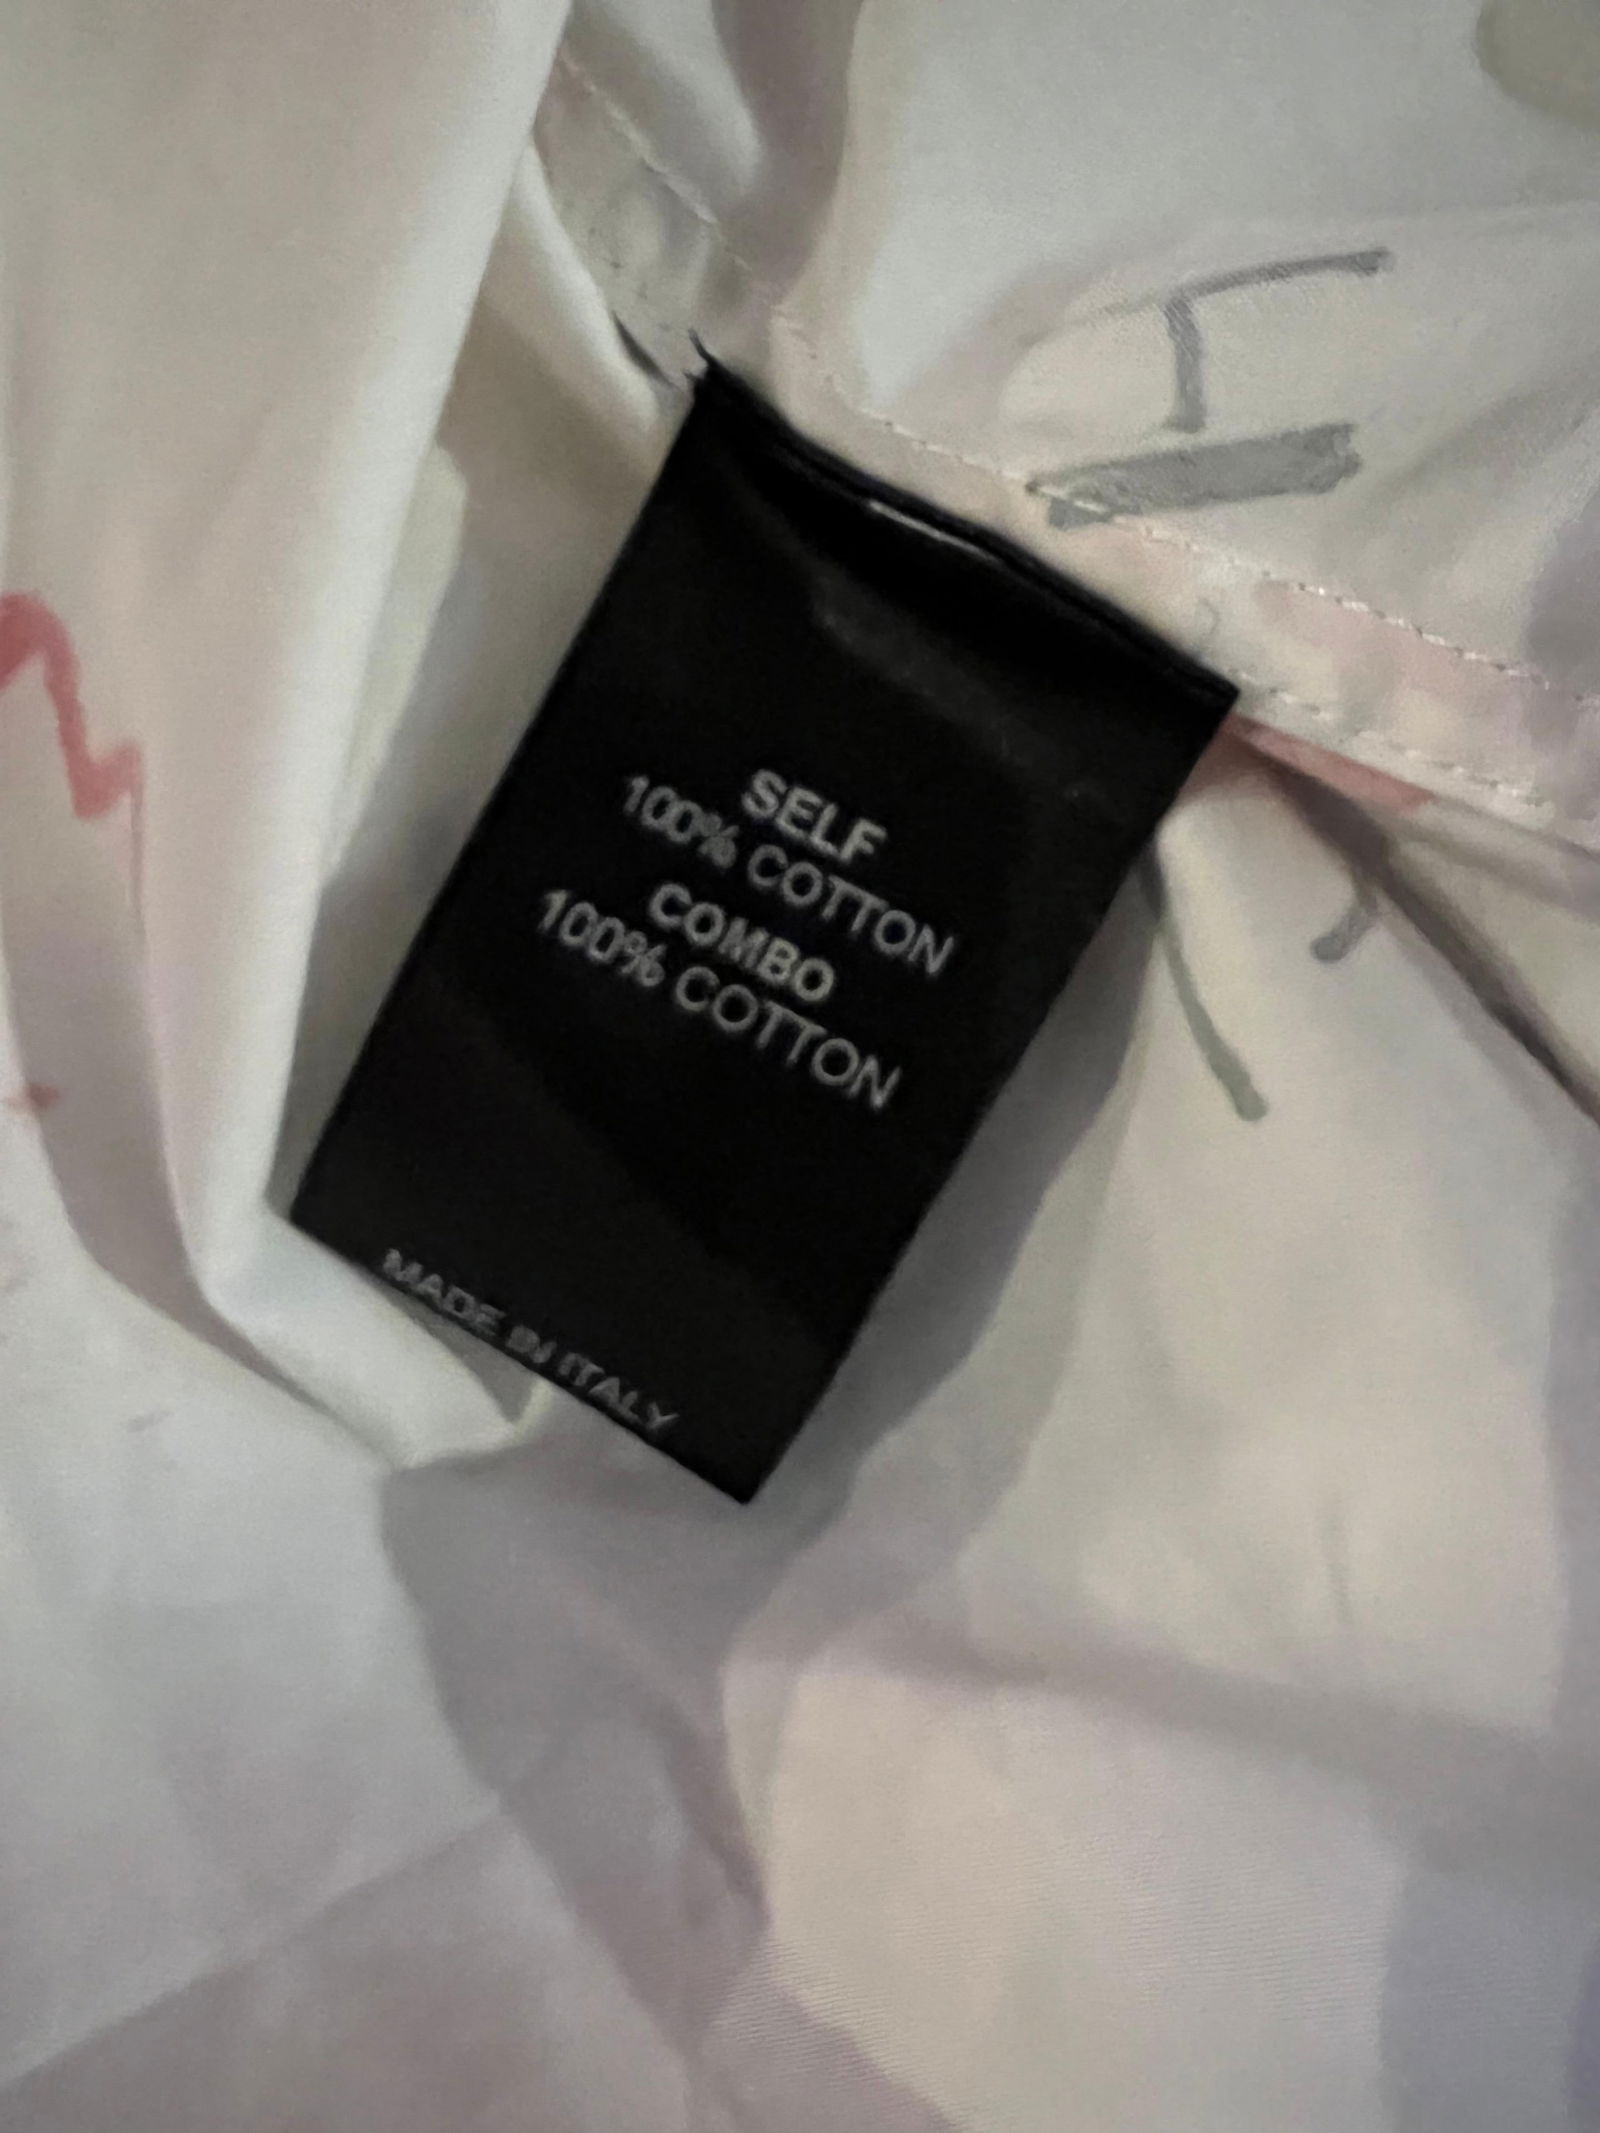 SELF
100% COTTON
COMBO
100% COTTON
MADE IN ITALY